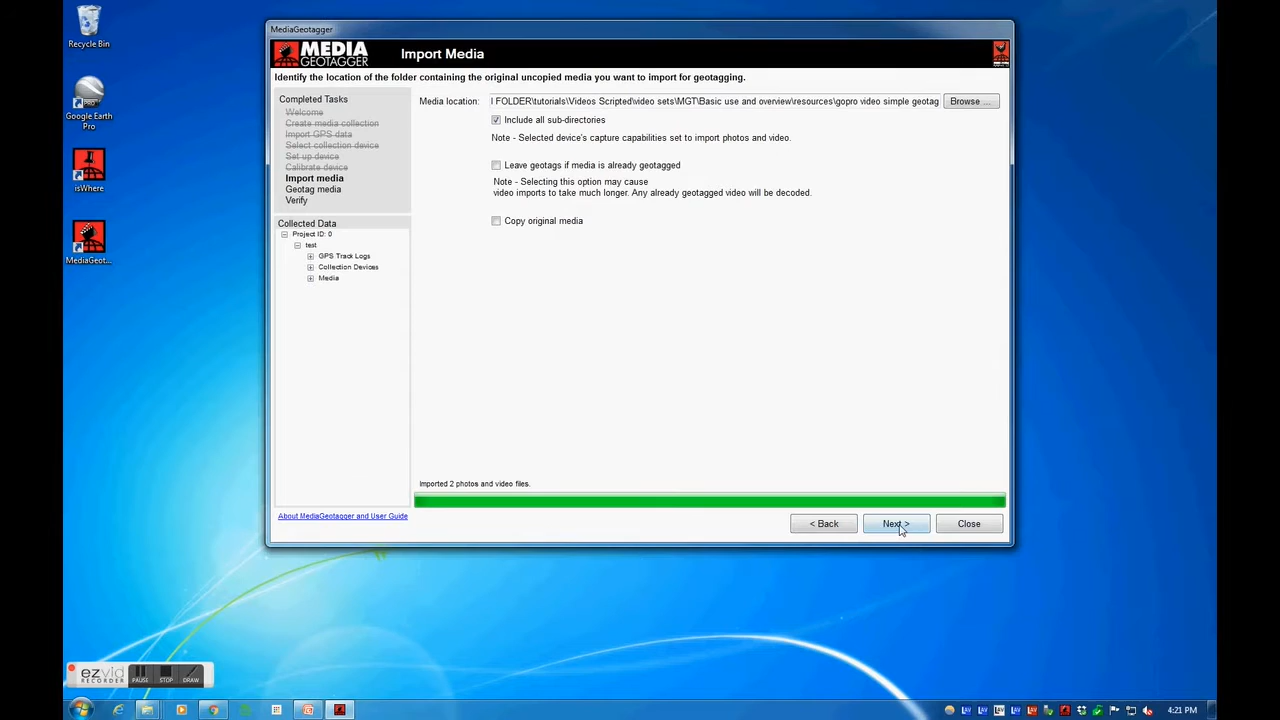 Recycle Bin
Google Earth
Pro
PRO
isWhere
MediaGeot...
MediaGeotagger
MEDIA
GEOTAGGER
Import Media
Identify the location of the folder containing the original uncopied media you want to import for geotagging.
Completed Tasks
Welcome
Create media collection
Import GPS data
Select collection device
Set up device
Calibrate device
Import media
Geotag media
Verify
Collected Data
Project ID: 0
test
GPS Track Logs
Collection Devices
Media
About MediaGeotagger and User Guide
Media location:
l FOLDER\tutorials\Videos Scripted\video sets\MGT\Basic use and overview\resources\gopro video simple geotag
Browse ...
Include all sub-directories
Note - Selected device's capture capabilities set to import photos and video.
Leave geotags if media is already geotagged
Note - Selecting this option may cause
video imports to take much longer. Any already geotagged video will be decoded.
Copy original media
Imported 2 photos and video files.
< Back
Next >
Close
ezvid
RECORDER
PAUSE
STOP
DRAW
4:21 PM